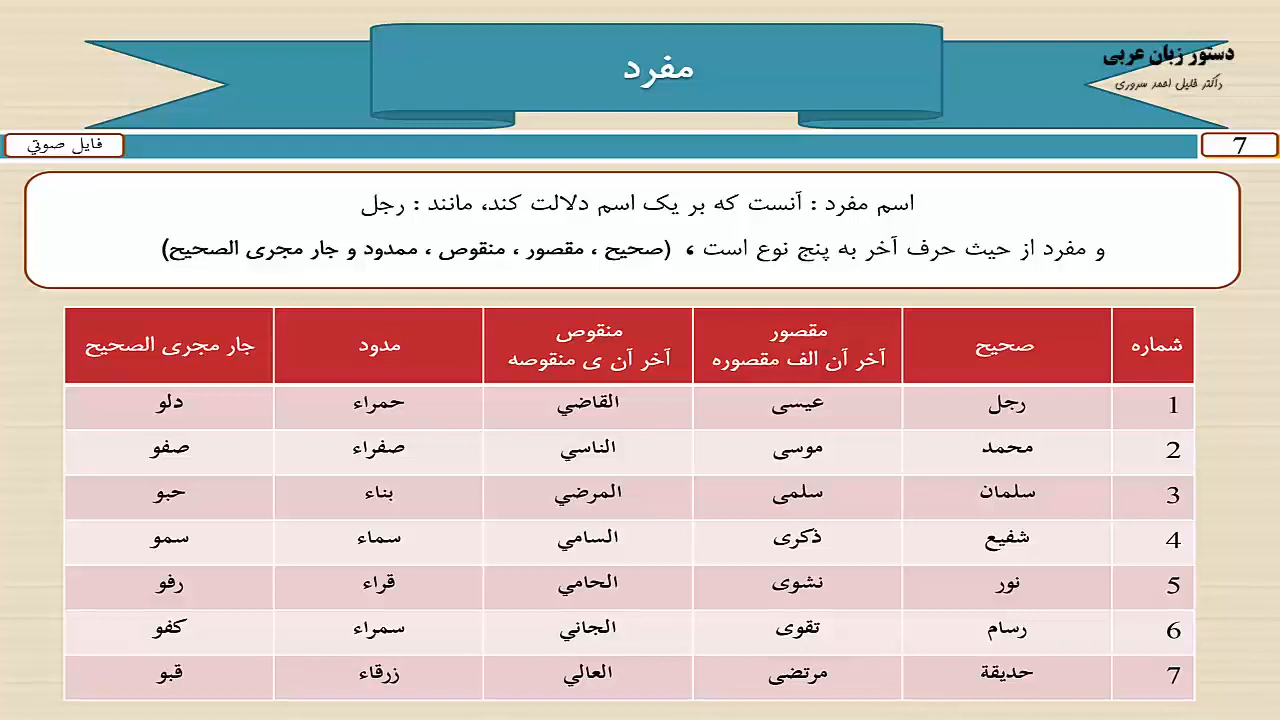 مفرد
دستور زبان عربی
دکتر خلیل احمد سروری
فایل صوتي
7
اسم مفرد : آنست که بر یک اسم دلالت کند، مانند : رجل
و مفرد از حیث حرف آخر به پنج نوع است ، (صحیح ، مقصور ، منقوص ، ممدود و جار مجری الصحیح)
شماره صحیح مقصور منقوص مدود جار مجری الصحیح
آخر آن الف مقصوره آخر آن ی منقوصه
1 رجل عیسی القاضي حمراء دلو
2 محمد موسی الناسي صفراء صفو
3 سلمان سلمی المرضي بناء حبو
4 شفیع ذکری السامي سماء سمو
5 نور نشوی الحامي قراء رفو
6 رسام تقوی الجاني سمراء کفو
7 حدیقة مرتضی العالي زرقاء قبو